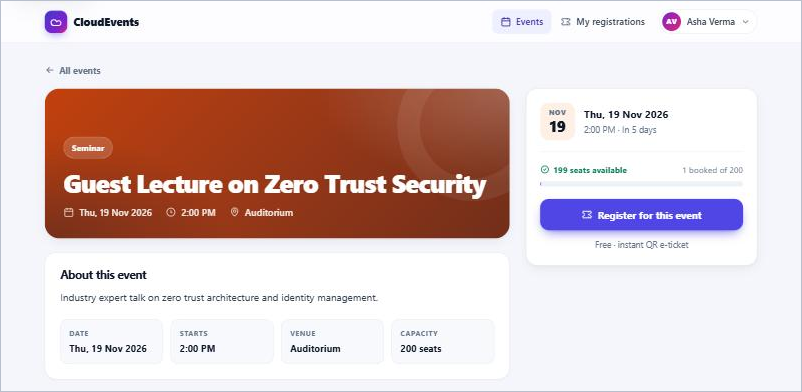 CloudEvents
Events
My registrations
AV
Asha Verma
← All events
Seminar
Guest Lecture on Zero Trust Security
Thu, 19 Nov 2026
2:00 PM
Auditorium
NOV
19
Thu, 19 Nov 2026
2:00 PM · In 5 days
199 seats available
1 booked of 200
Register for this event
Free · instant QR e-ticket
About this event
Industry expert talk on zero trust architecture and identity management.
DATE
Thu, 19 Nov 2026
STARTS
2:00 PM
VENUE
Auditorium
CAPACITY
200 seats